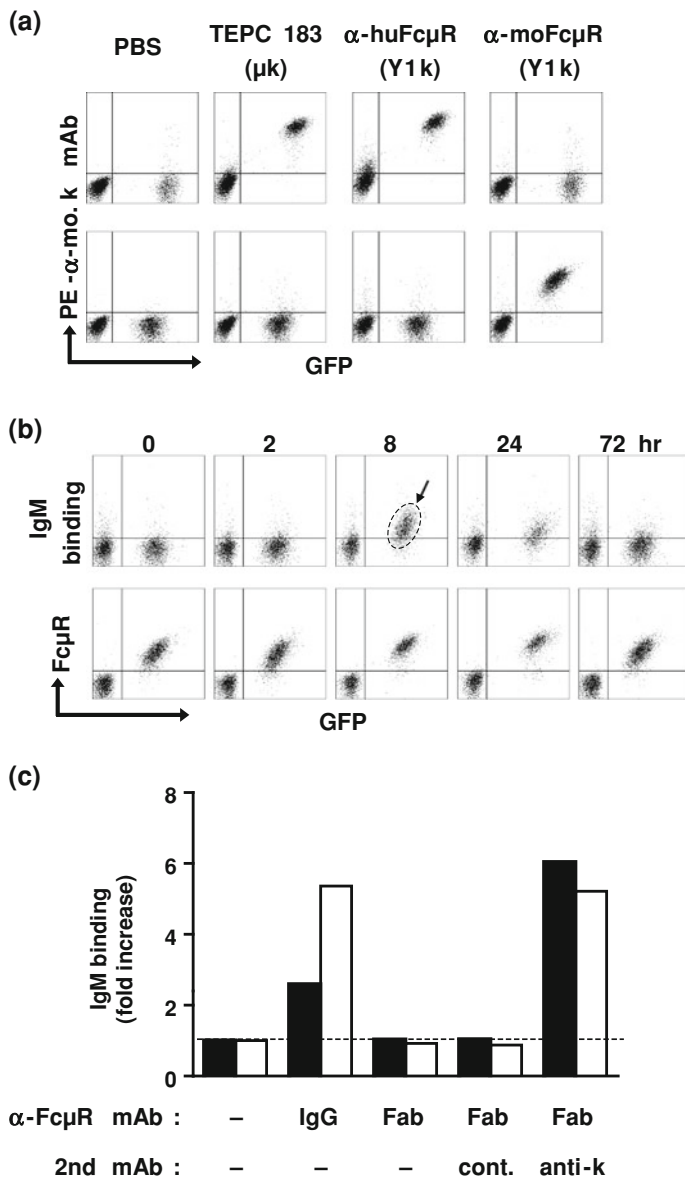 (a)
PBS
TEPC 183
(μk)
α-huFcμR
(Y1k)
α-moFcμR
(Y1k)
PE -α-mo. k mAb
GFP
(b)
0 2 8 24 72 hr
IgM
binding
FcμR
GFP
(c)
IgM binding
(fold increase)
8
6
4
2
0
α-FcμR mAb : – IgG Fab Fab Fab
2nd mAb : – – – cont. anti-k